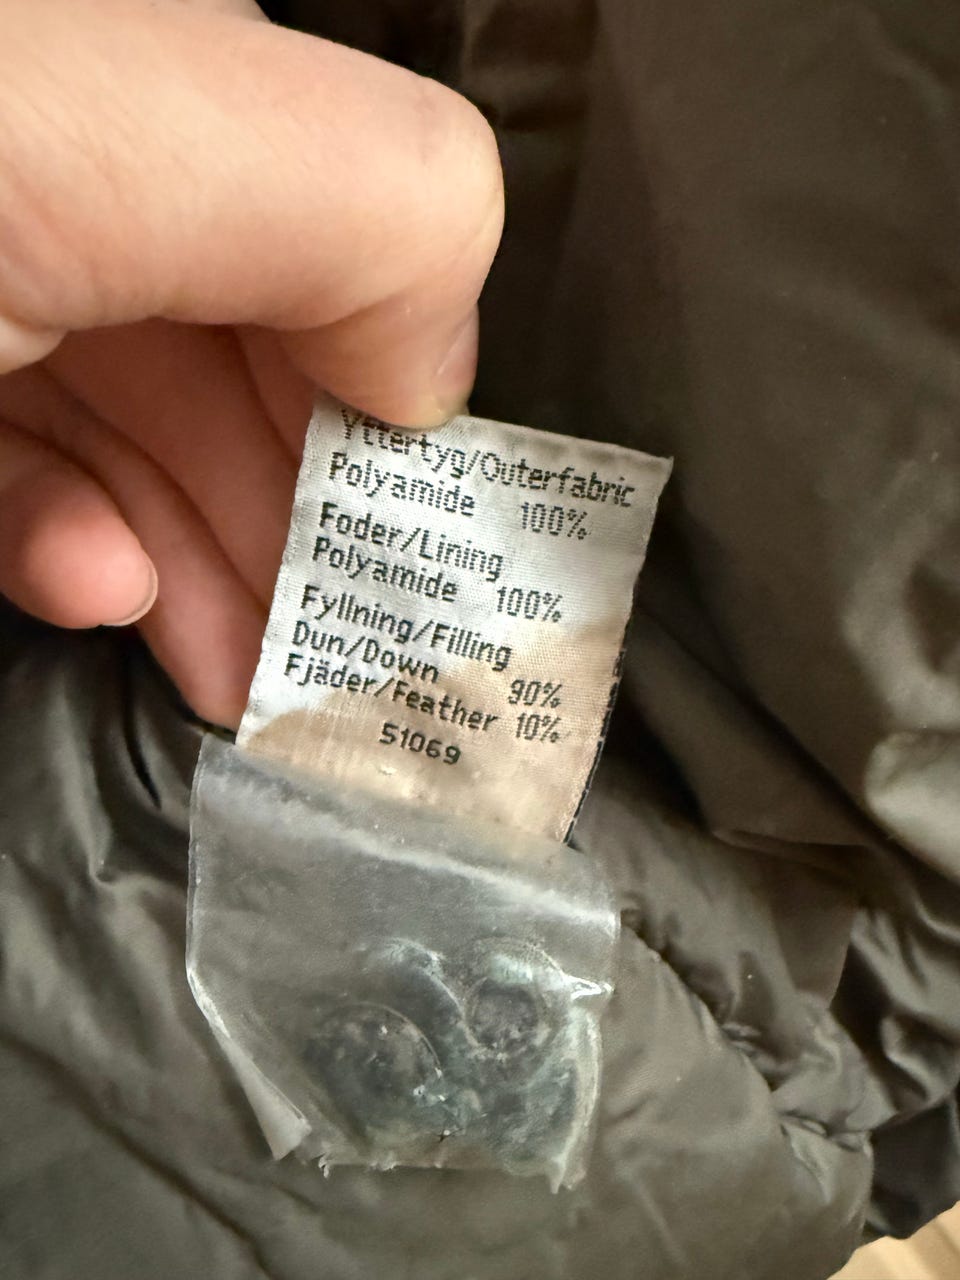 Yttertyg/Outerfabric
Polyamide 100%
Foder/Lining
Polyamide 100%
Fyllning/Filling
Dun/Down 90%
Fjäder/Feather 10%
51069